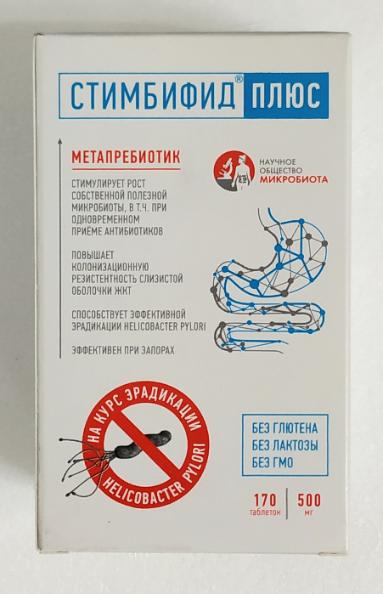 СТИМБИФИД® ПЛЮС
МЕТАПРЕБИОТИК
СТИМУЛИРУЕТ РОСТ
СОБСТВЕННОЙ ПОЛЕЗНОЙ
МИКРОБИОТЫ, В Т.Ч. ПРИ
ОДНОВРЕМЕННОМ
ПРИЁМЕ АНТИБИОТИКОВ
ПОВЫШАЕТ
КОЛОНИЗАЦИОННУЮ
РЕЗИСТЕНТНОСТЬ СЛИЗИСТОЙ
ОБОЛОЧКИ ЖКТ
СПОСОБСТВУЕТ ЭФФЕКТИВНОЙ
ЭРАДИКАЦИИ HELICOBACTER PYLORI
ЭФФЕКТИВЕН ПРИ ЗАПОРАХ
НАУЧНОЕ
ОБЩЕСТВО
МИКРОБИОТА
НА КУРС ЭРАДИКАЦИИ
HELICOBACTER PYLORI
БЕЗ ГЛЮТЕНА
БЕЗ ЛАКТОЗЫ
БЕЗ ГМО
170 500
таблеток мг